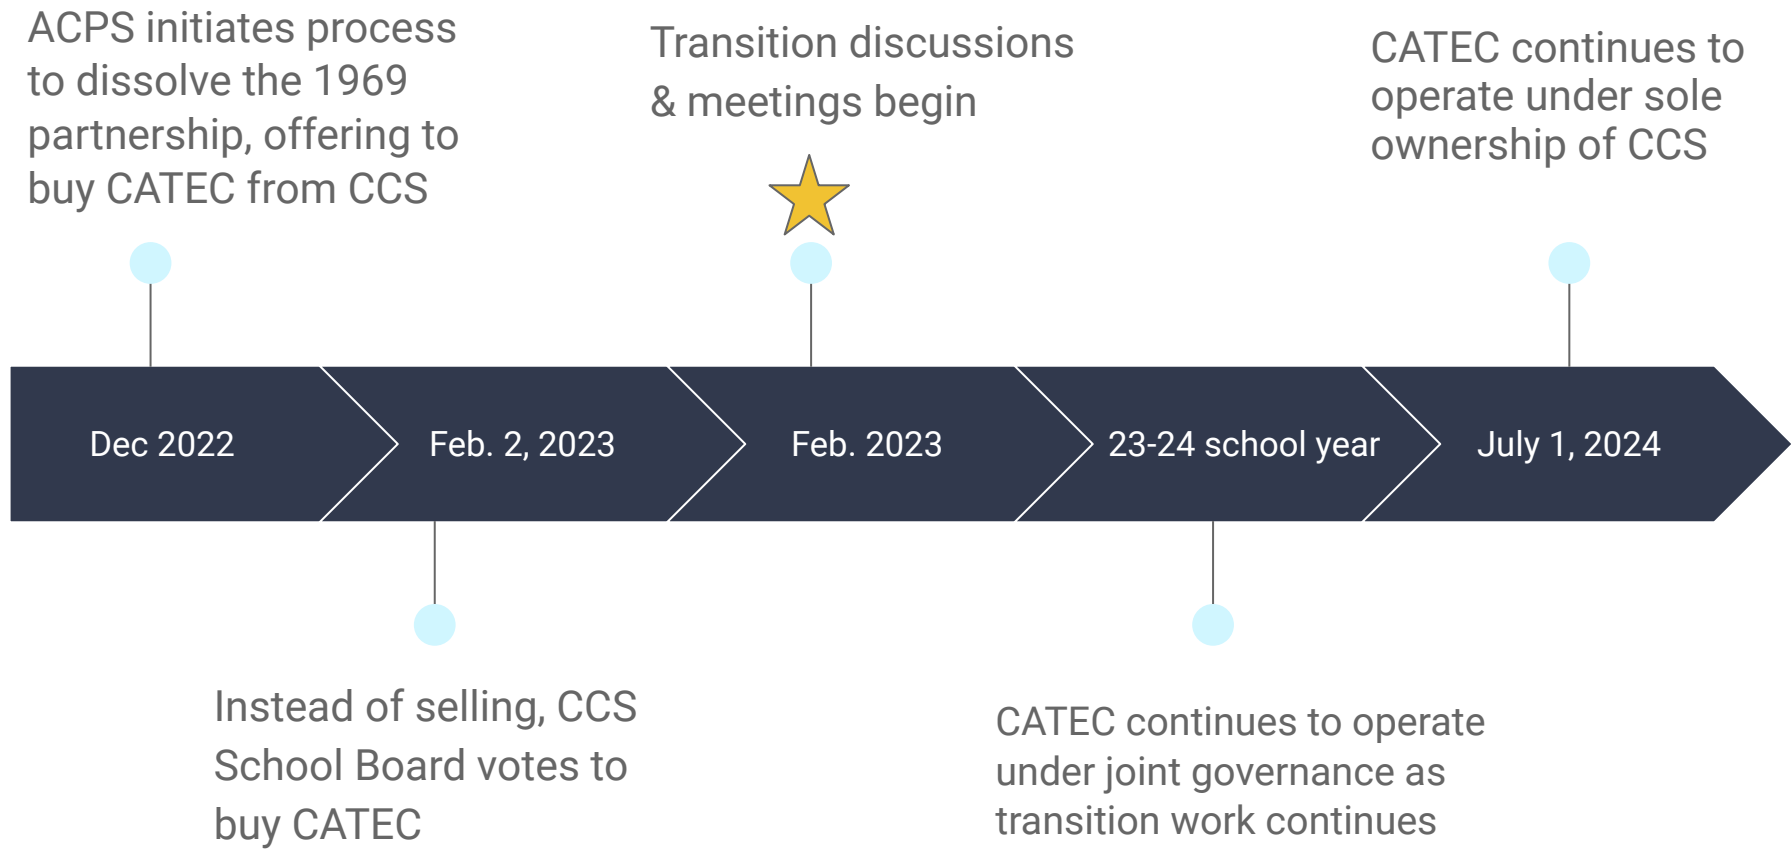 ACPS initiates process
to dissolve the 1969
partnership, offering to
buy CATEC from CCS
Transition discussions
& meetings begin
CATEC continues to
operate under sole
ownership of CCS
Dec 2022
Feb. 2, 2023
Feb. 2023
23-24 school year
July 1, 2024
Instead of selling, CCS
School Board votes to
buy CATEC
CATEC continues to operate
under joint governance as
transition work continues